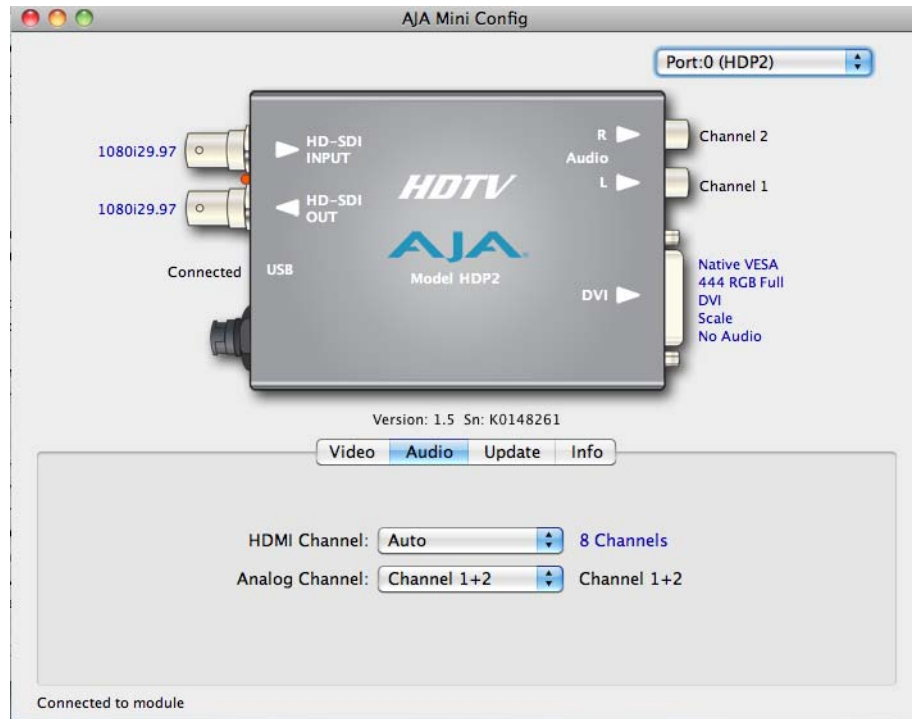 AJA Mini Config
Port:0 (HDP2)
1080i29.97
HD-SDI
INPUT
R
Audio
L
Channel 2
Channel 1
1080i29.97
HD-SDI
OUT
HDTV
AJA
Model HDP2
Connected
USB
DVI
Native VESA
444 RGB Full
DVI
Scale
No Audio
Version: 1.5 Sn: K0148261
Video Audio Update Info
HDMI Channel: Auto 8 Channels
Analog Channel: Channel 1+2 Channel 1+2
Connected to module